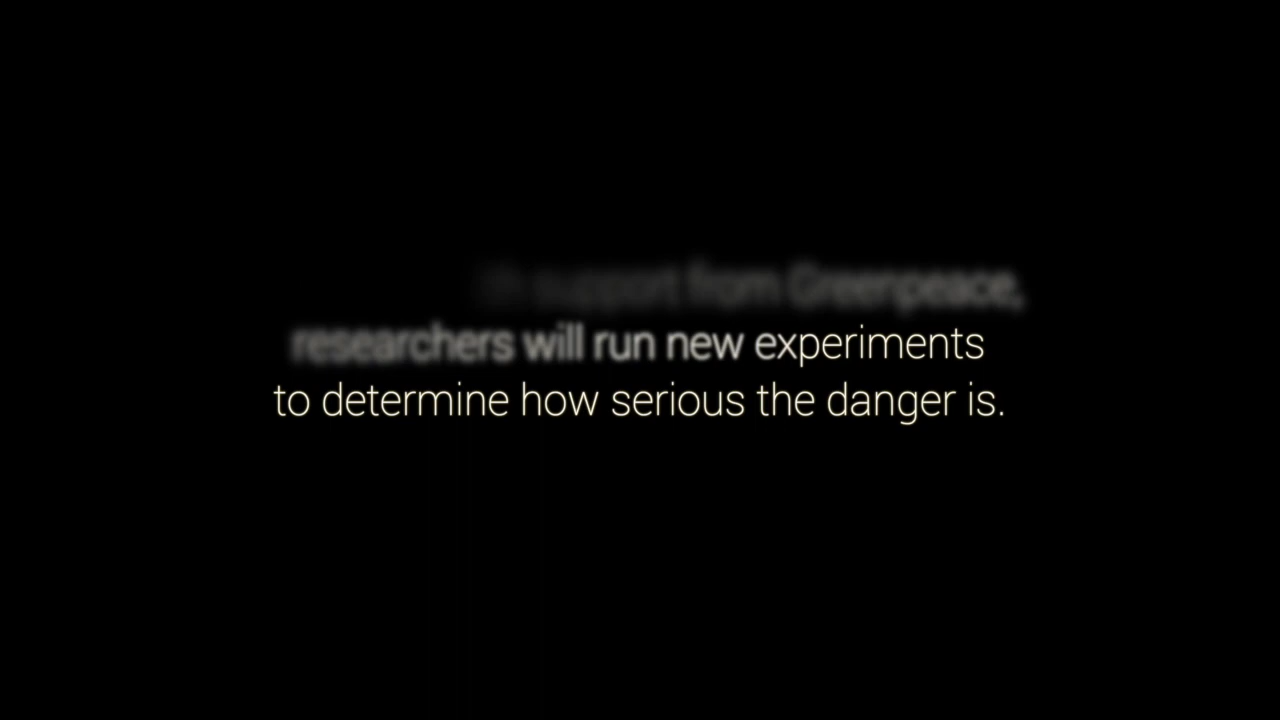 support from Greenpeace,
researchers will run new experiments
to determine how serious the danger is.